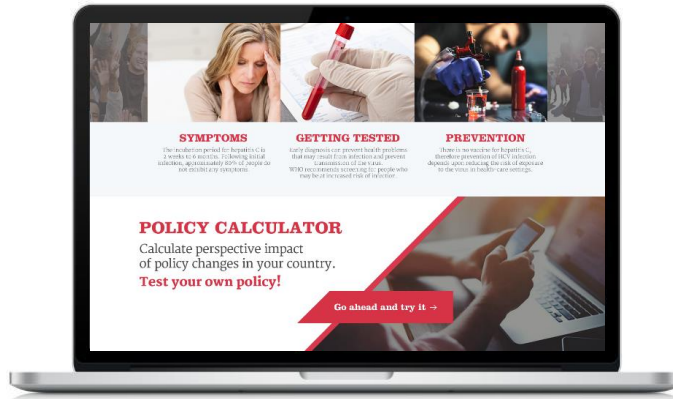 SYMPTOMS
The incubation period for hepatitis C is
2 weeks to 6 months. Following initial
infection, approximately 80% of people do
not exhibit any symptoms.
GETTING TESTED
Early diagnosis can prevent health problems
that may result from infection and prevent
transmission of the virus.
WHO recommends screening for people who
may be at increased risk of infection.
PREVENTION
There is no vaccine for hepatitis C,
therefore prevention of HCV infection
depends upon reducing the risk of exposure
to the virus in health-care settings.
POLICY CALCULATOR
Calculate perspective impact
of policy changes in your country.
Test your own policy!
Go ahead and try it →